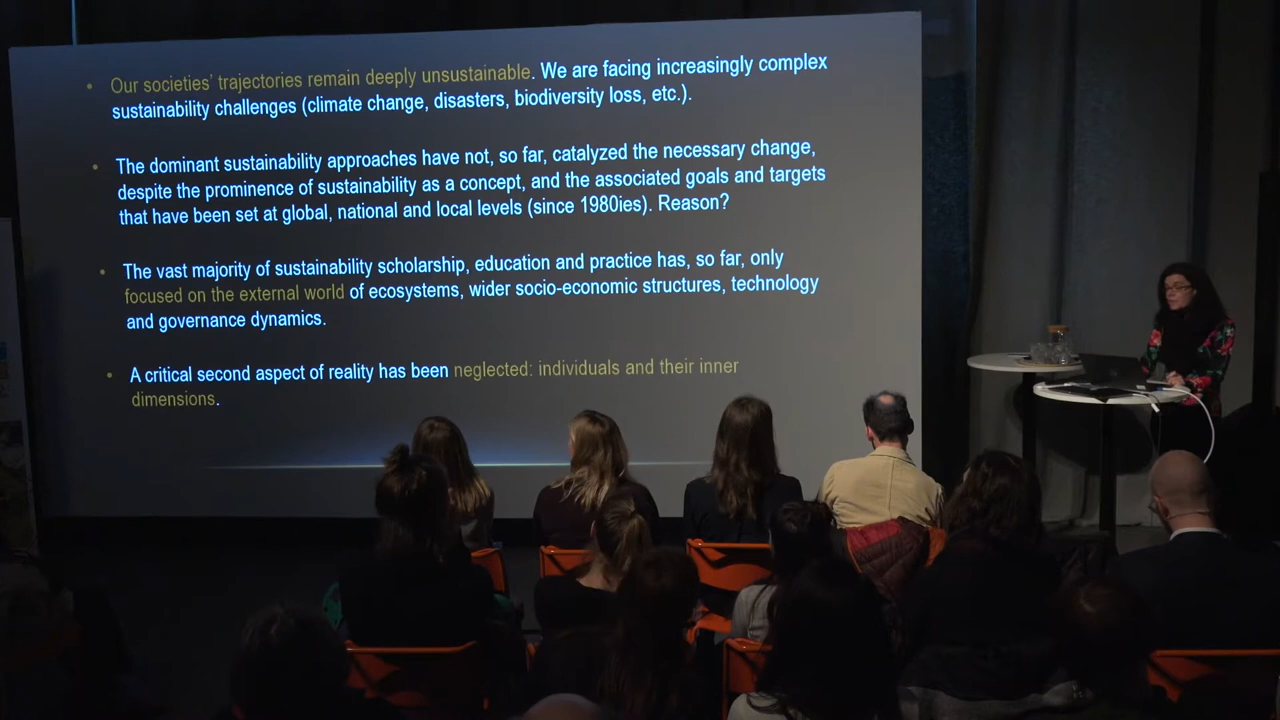 • Our societies' trajectories remain deeply unsustainable. We are facing increasingly complex
sustainability challenges (climate change, disasters, biodiversity loss, etc.).
• The dominant sustainability approaches have not, so far, catalyzed the necessary change,
despite the prominence of sustainability as a concept, and the associated goals and targets
that have been set at global, national and local levels (since 1980ies). Reason?
• The vast majority of sustainability scholarship, education and practice has, so far, only
focused on the external world of ecosystems, wider socio-economic structures, technology
and governance dynamics.
• A critical second aspect of reality has been neglected: individuals and their inner
dimensions.